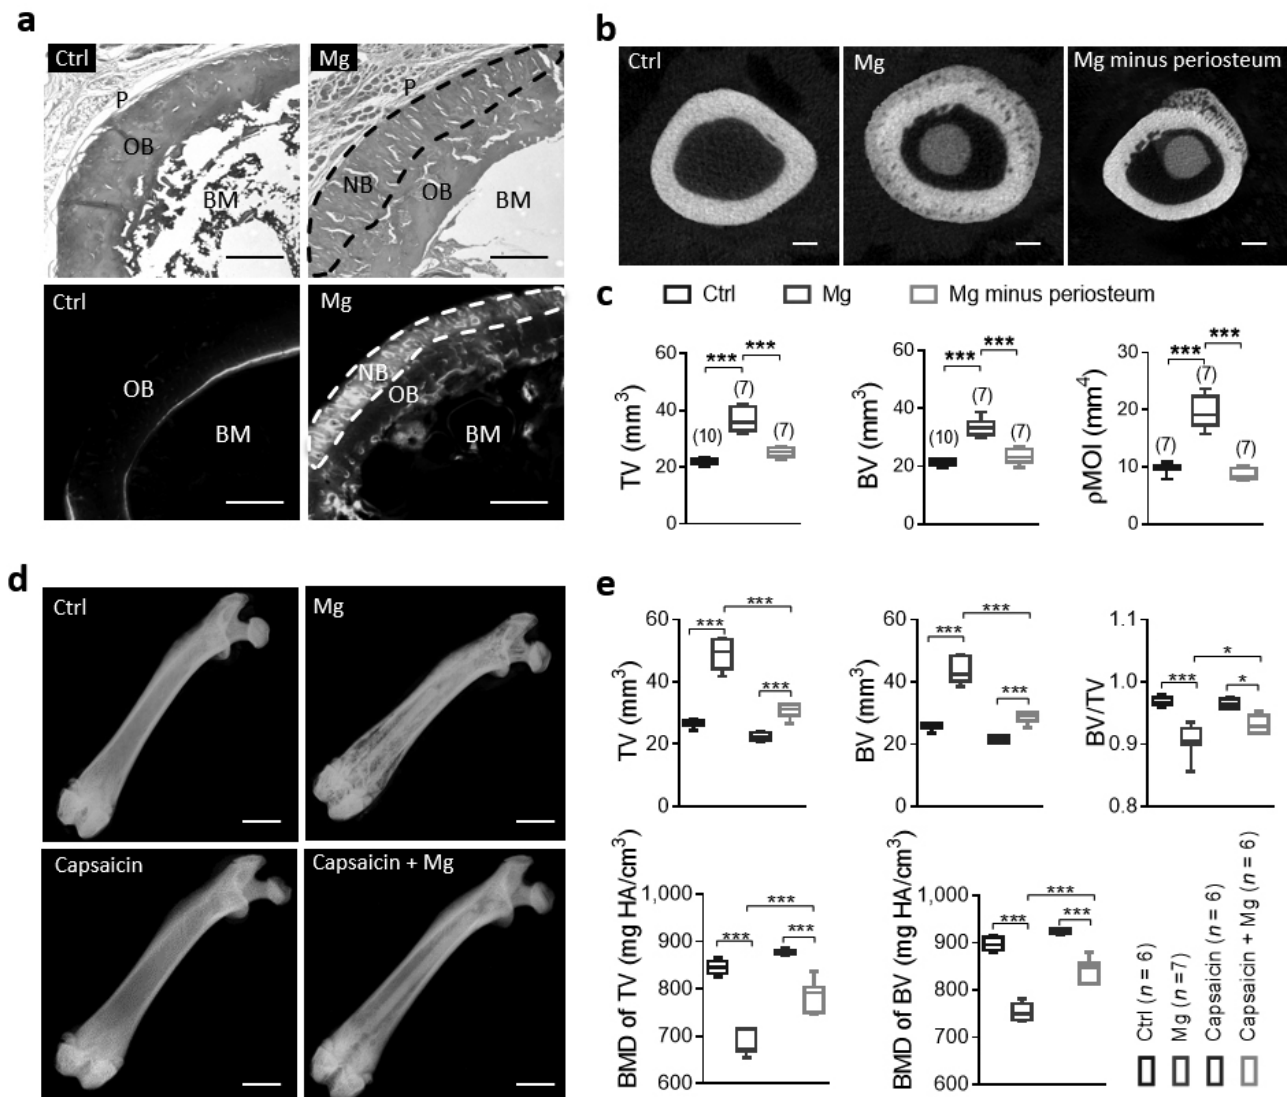 a
Ctrl
P
OB
BM
Mg
P
NB
OB
BM
Ctrl
OB
BM
Mg
NB
OB
BM
b
Ctrl
Mg
Mg minus periosteum
c
Ctrl
Mg
Mg minus periosteum
TV (mm³)
60
40
20
0
***
***
(10)
(7)
(7)
BV (mm³)
60
40
20
0
***
***
(10)
(7)
(7)
ρMOI (mm⁴)
30
20
10
0
***
***
(7)
(7)
(7)
d
Ctrl
Mg
Capsaicin
Capsaicin + Mg
e
TV (mm³)
60
40
20
0
***
***
***
BV (mm³)
60
40
20
0
***
***
***
BV/TV
1.1
1.0
0.9
0.8
***
*
*
BMD of TV (mg HA/cm³)
1,000
900
800
700
600
***
***
***
BMD of BV (mg HA/cm³)
1,000
900
800
700
600
***
***
***
Ctrl (n = 6)
Mg (n =7)
Capsaicin (n = 6)
Capsaicin + Mg (n = 6)